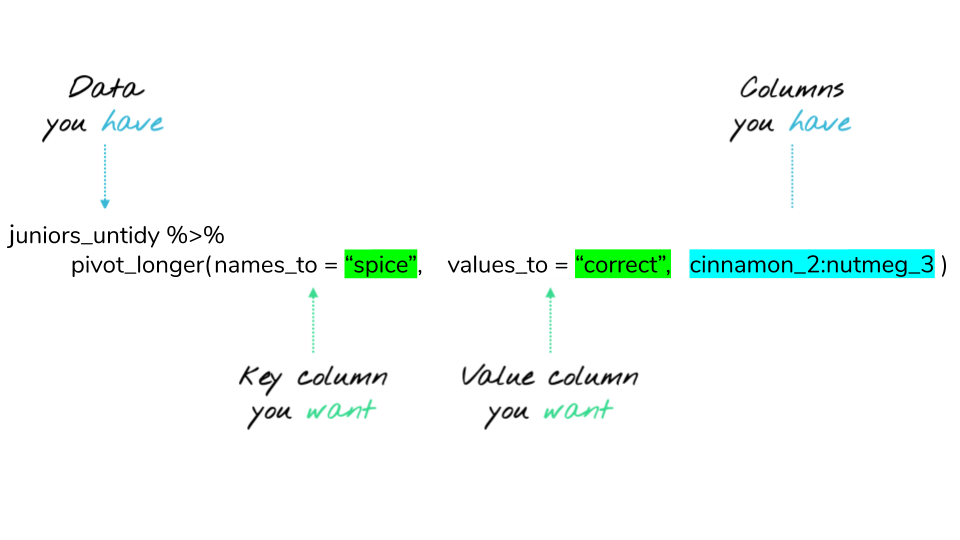 Data
you have
Columns
you have
juniors_untidy %>%
pivot_longer(names_to = “spice”, values_to = “correct”, cinnamon_2:nutmeg_3 )
Key column
you want
Value column
you want